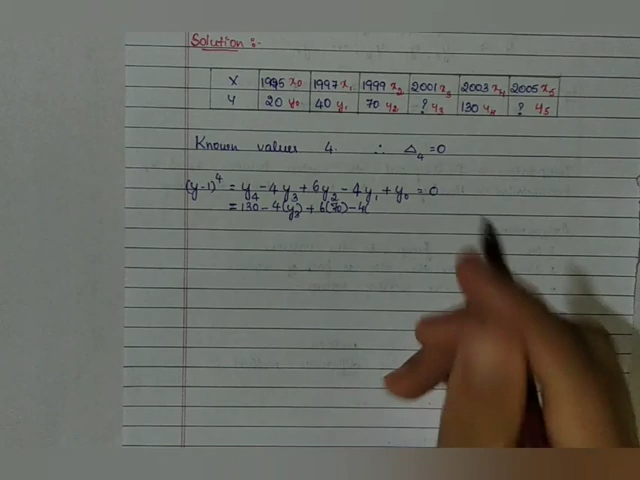 Solution :-
X 1995 x₀ 1997 x₁ 1999 x₂ 2001 x₃ 2003 x₄ 2005 x₅
Y 20 y₀ 40 y₁ 70 y₂ ? y₃ 130 y₄ ? y₅
Known values 4. ∴ Δ₄ = 0
(y-1)⁴ = y₄ - 4y₃ + 6y₂ - 4y₁ + y₀ = 0
= 130 - 4(y₃) + 6(70) - 4(